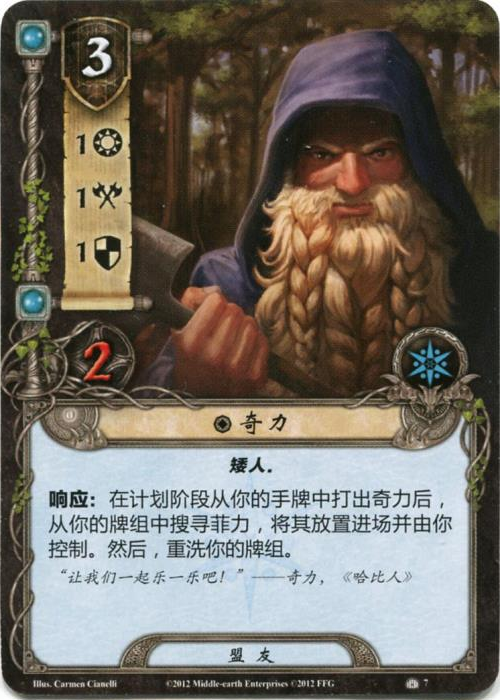 3
1
1
1
2
奇力
矮人.
响应：在计划阶段从你的手牌中打出奇力后，
从你的牌组中搜寻菲力，将其放置进场并由你
控制。然后，重洗你的牌组。
“让我们一起乐一乐吧！”——奇力，《哈比人》
盟友
Illus. Carmen Cianelli ©2012 Middle-earth Enterprises ©2012 FFG 7